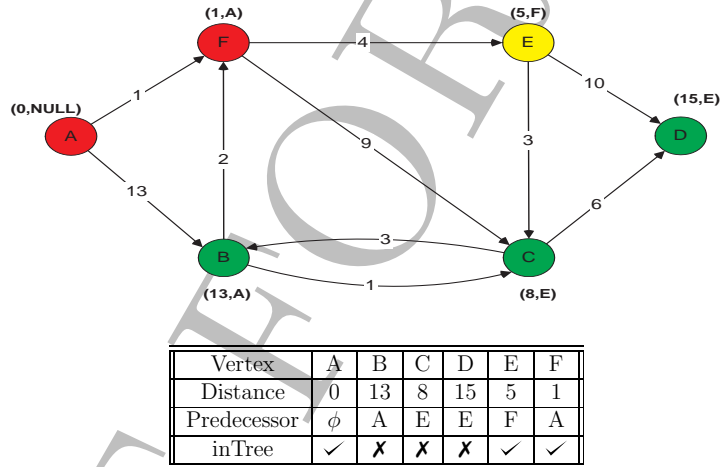 (1,A)
(5,F)
F
4
E
10
(0,NULL)
1
(15,E)
A
9
3
D
2
13
6
3
B
C
1
(13,A)
(8,E)
Vertex A B C D E F
Distance 0 13 8 15 5 1
Predecessor ϕ A E E F A
inTree ✓ ✗ ✗ ✗ ✓ ✓
FOR